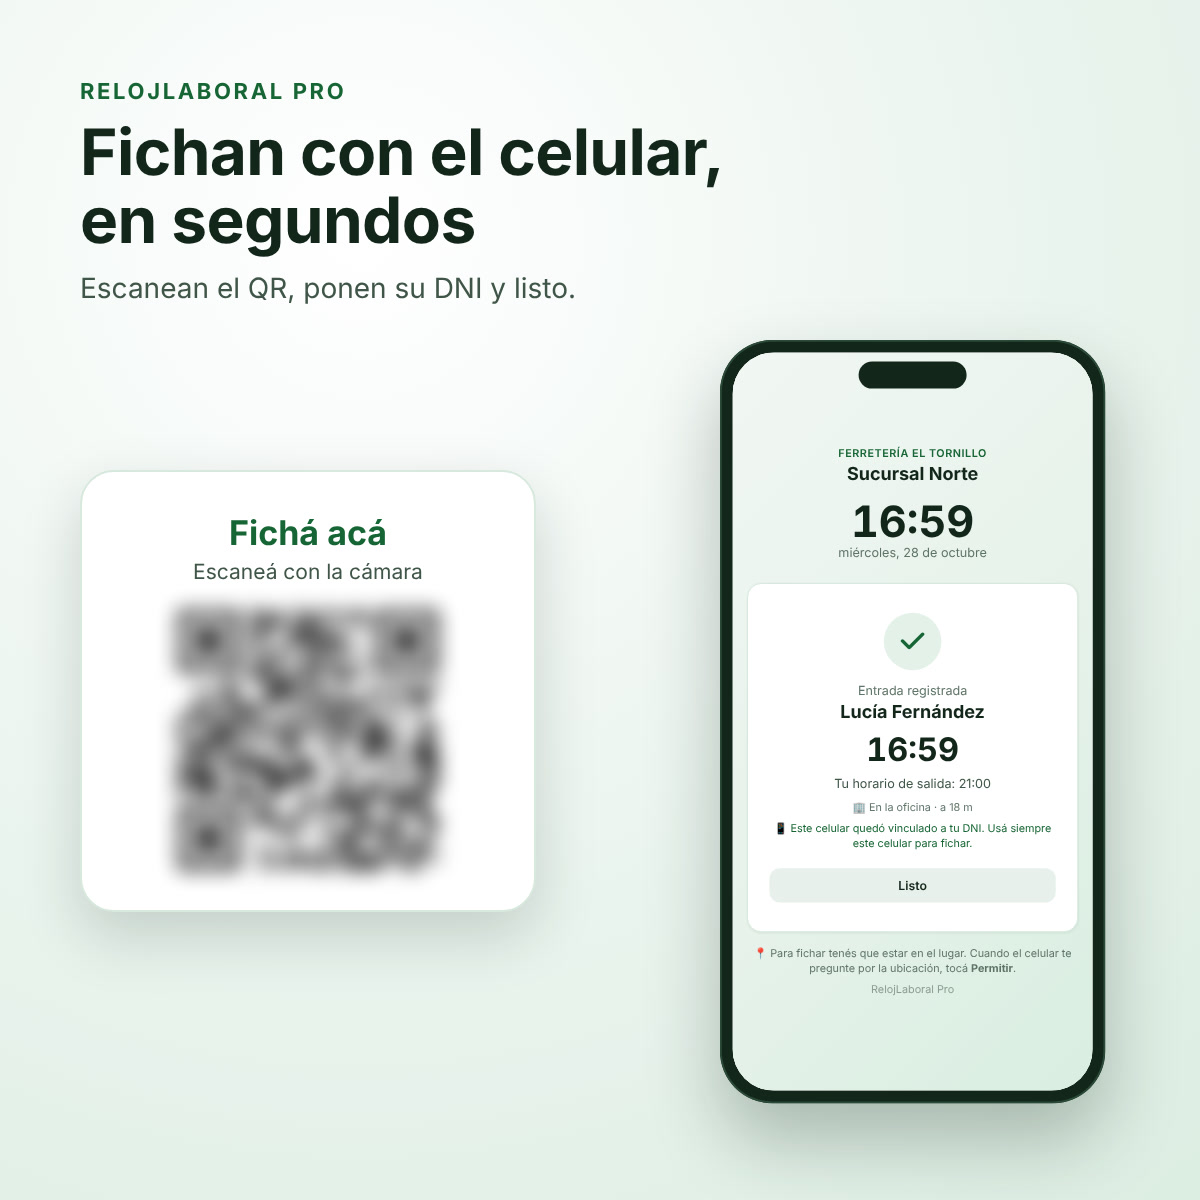 RELOJLABORAL PRO
Fichan con el celular,
en segundos
Escanean el QR, ponen su DNI y listo.
Fichá acá
Escaneá con la cámara
FERRETERÍA EL TORNILLO
Sucursal Norte
16:59
miércoles, 28 de octubre
Entrada registrada
Lucía Fernández
16:59
Tu horario de salida: 21:00
🏢 En la oficina · a 18 m
📱 Este celular quedó vinculado a tu DNI. Usá siempre
este celular para fichar.
Listo
📍 Para fichar tenés que estar en el lugar. Cuando el celular te
pregunte por la ubicación, tocá Permitir.
RelojLaboral Pro